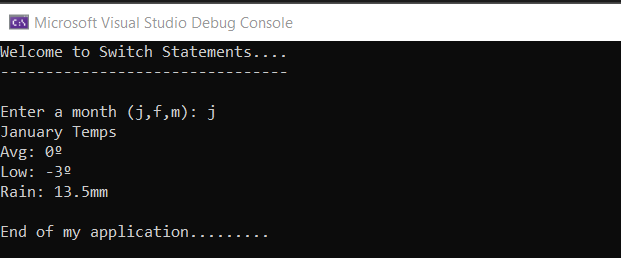 C:\ Microsoft Visual Studio Debug Console
Welcome to Switch Statements....
--------------------------------
Enter a month (j,f,m): j
January Temps
Avg: 0º
Low: -3º
Rain: 13.5mm
End of my application.........